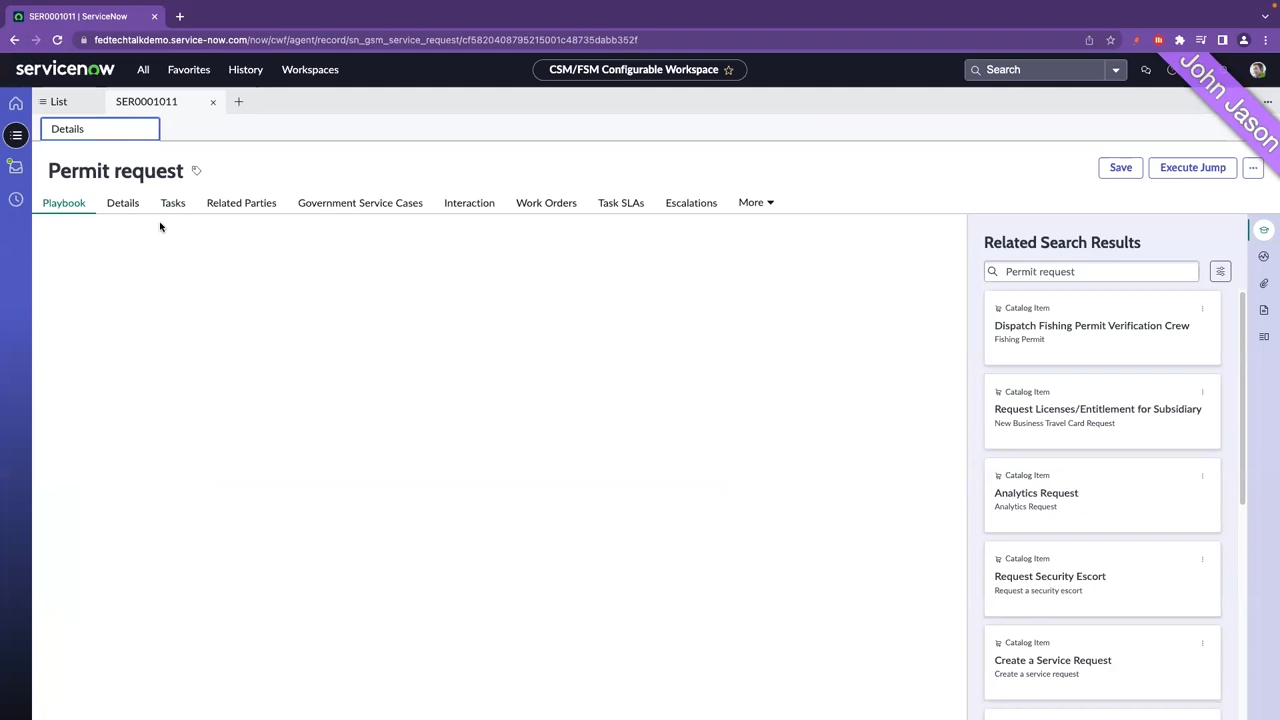 SER0001011 | ServiceNow
fedtechtalkdemo.service-now.com/now/cwf/agent/record/sn_gsm_service_request/cf5820408795215001c48735dabb352f
servicenow
All
Favorites
History
Workspaces
CSM/FSM Configurable Workspace
Search
John Jason
List
SER0001011
Details
Permit request
Save
Execute Jump
Playbook
Details
Tasks
Related Parties
Government Service Cases
Interaction
Work Orders
Task SLAs
Escalations
More
Related Search Results
Permit request
Catalog Item
Dispatch Fishing Permit Verification Crew
Fishing Permit
Catalog Item
Request Licenses/Entitlement for Subsidiary
New Business Travel Card Request
Catalog Item
Analytics Request
Analytics Request
Catalog Item
Request Security Escort
Request a security escort
Catalog Item
Create a Service Request
Create a service request